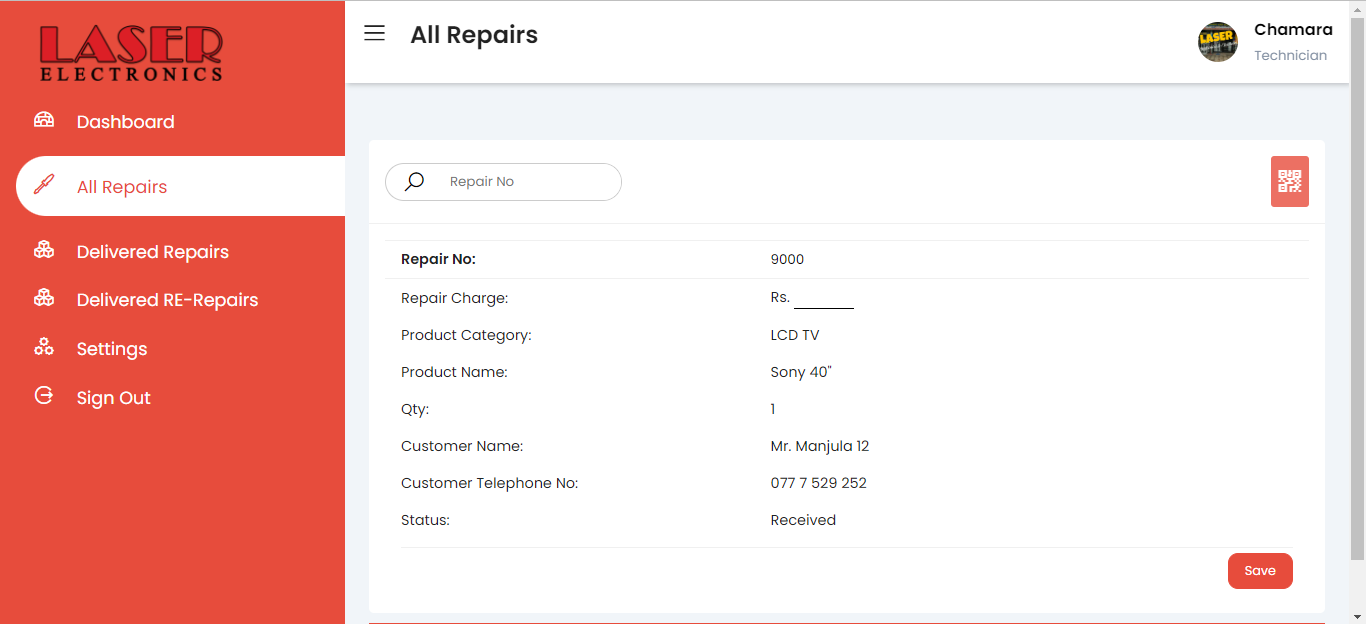 LASER
ELECTRONICS
Dashboard
All Repairs
Delivered Repairs
Delivered RE-Repairs
Settings
Sign Out
All Repairs
LASER
Chamara
Technician
Repair No
Repair No: 9000
Repair Charge: Rs.
Product Category: LCD TV
Product Name: Sony 40"
Qty: 1
Customer Name: Mr. Manjula 12
Customer Telephone No: 077 7 529 252
Status: Received
Save